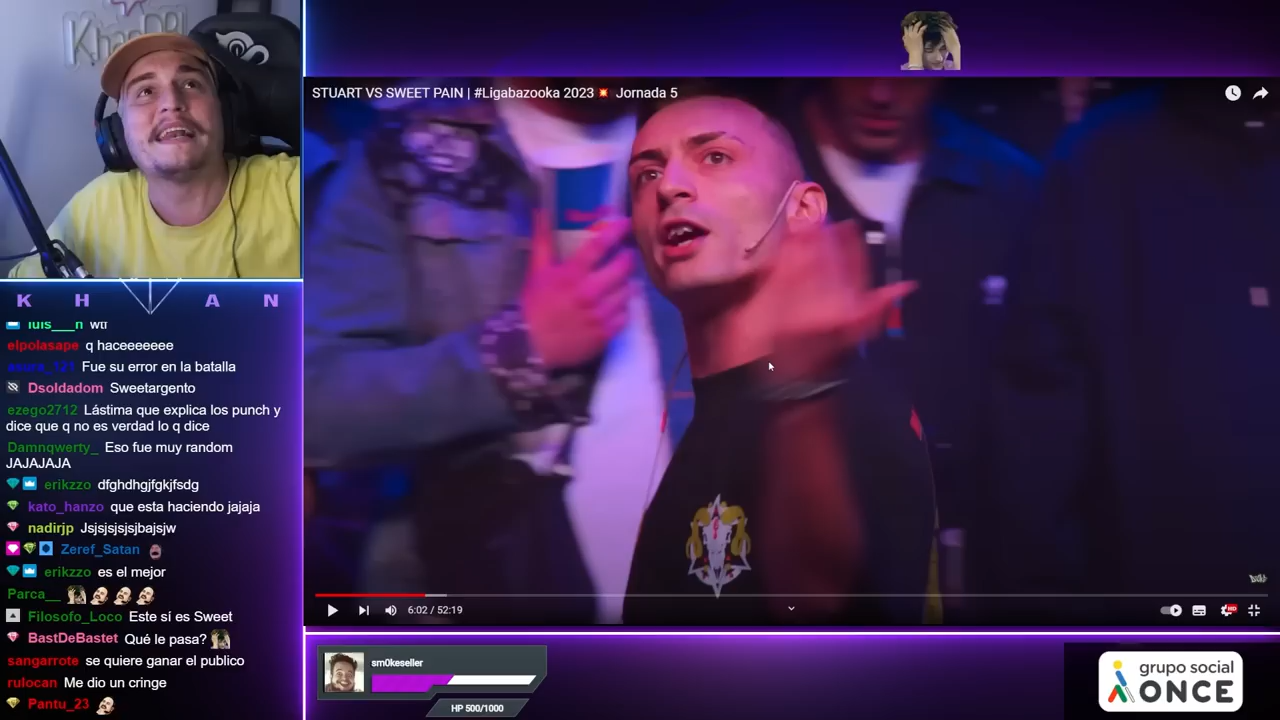 STUART VS SWEET PAIN | #Ligabazooka 2023💥 Jornada 5
K H A N
luis___n wtf
elpolasape q haceeeeeee
Fue su error en la batalla
Dsoldadom Sweetargento
ezego2712 Lástima que explica los punch y
dice que q no es verdad lo q dice
Damnqwerty_ Eso fue muy random
JAJAJAJA
erikzzo dfghdhgjfgkjfsdg
kato_hanzo que esta haciendo jajaja
nadirjp Jsjsjsjsjsjbajsjw
Zeref_Satan
erikzzo es el mejor
Parca__
Filosofo_Loco Este sí es Sweet
BastDeBastet Qué le pasa?
sangarrote se quiere ganar el publico
rulocan Me dio un cringe
Pantu_23
6:02 / 52:19
HD
sm0keseller
HP 500/1000
grupo social
ONCE